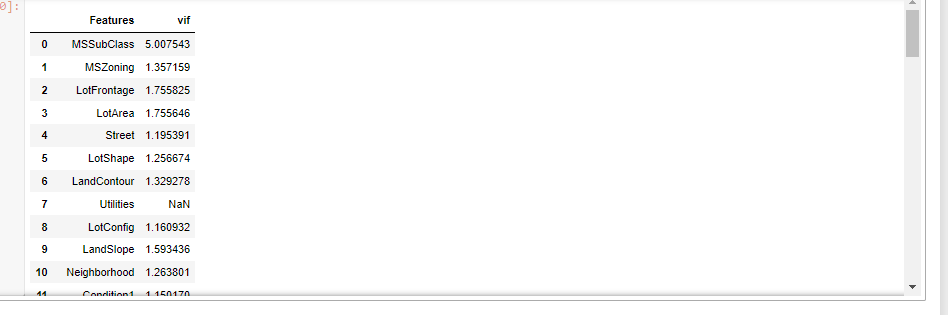 0]:
Features vif
0 MSSubClass 5.007543
1 MSZoning 1.357159
2 LotFrontage 1.755825
3 LotArea 1.755646
4 Street 1.195391
5 LotShape 1.256674
6 LandContour 1.329278
7 Utilities NaN
8 LotConfig 1.160932
9 LandSlope 1.593436
10 Neighborhood 1.263801
11 Condition1 1.150170